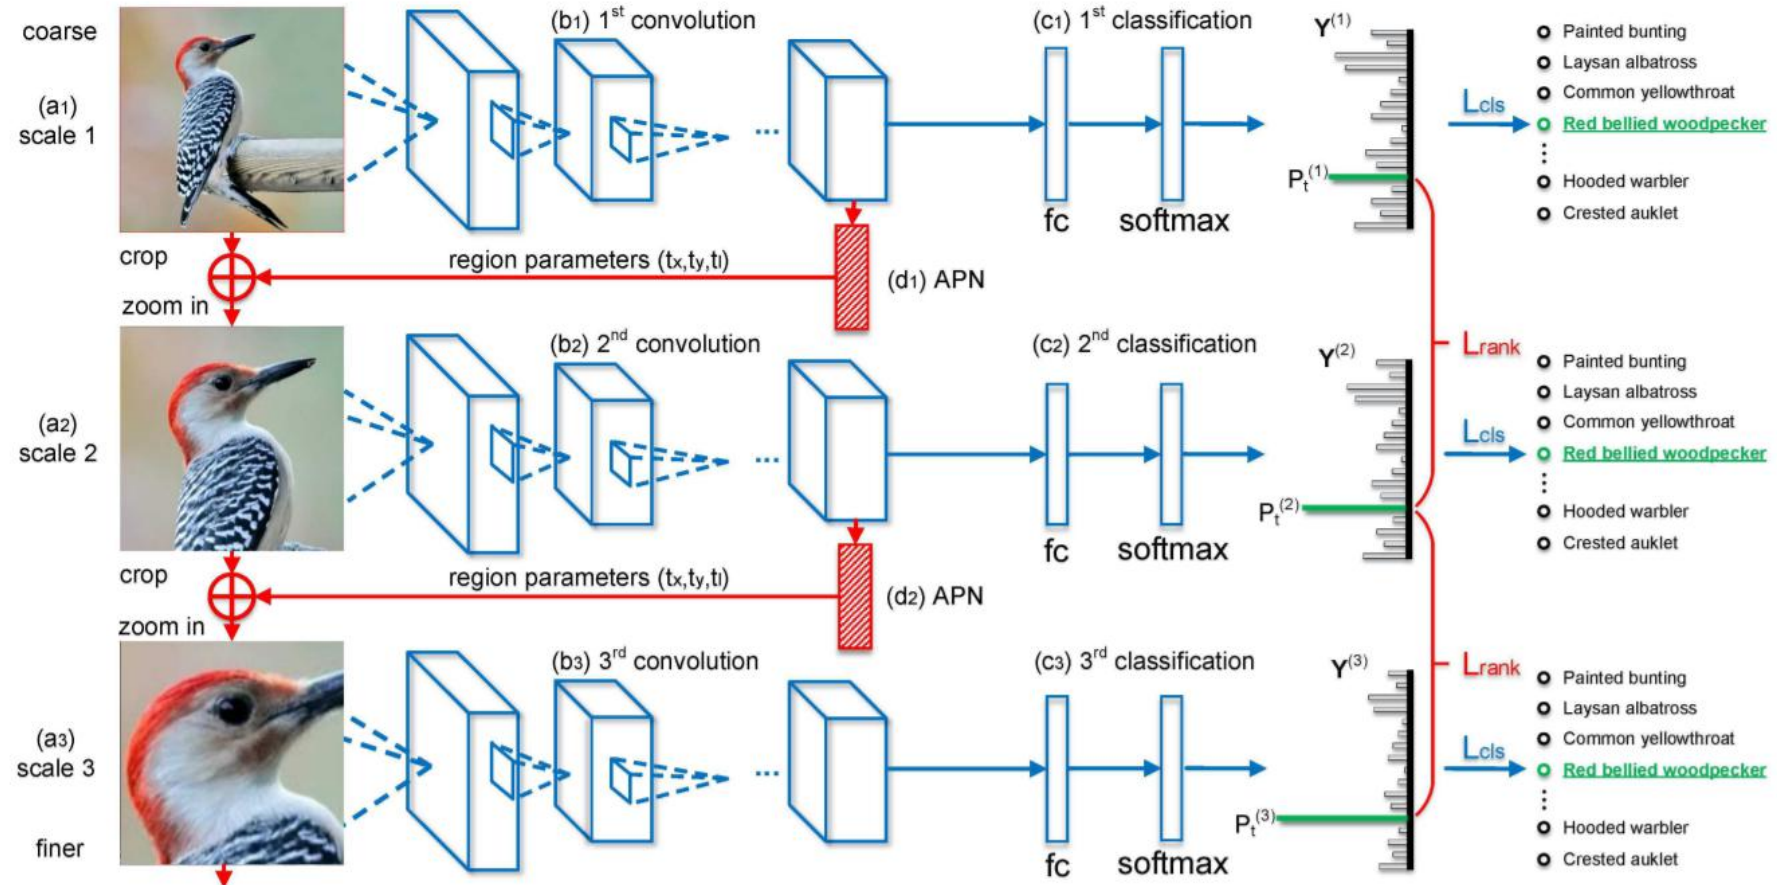 coarse
(a1)
scale 1
(b1) 1st convolution
...
(c1) 1st classification
fc
softmax
Y(1)
Pt(1)
Lcls
Painted bunting
Laysan albatross
Common yellowthroat
Red bellied woodpecker
Hooded warbler
Crested auklet
crop
zoom in
region parameters (tx,ty,tl)
(d1) APN
Lrank
(a2)
scale 2
(b2) 2nd convolution
...
(c2) 2nd classification
fc
softmax
Y(2)
Pt(2)
Lcls
Painted bunting
Laysan albatross
Common yellowthroat
Red bellied woodpecker
Hooded warbler
Crested auklet
crop
zoom in
region parameters (tx,ty,tl)
(d2) APN
Lrank
(a3)
scale 3
finer
(b3) 3rd convolution
...
(c3) 3rd classification
fc
softmax
Y(3)
Pt(3)
Lcls
Painted bunting
Laysan albatross
Common yellowthroat
Red bellied woodpecker
Hooded warbler
Crested auklet